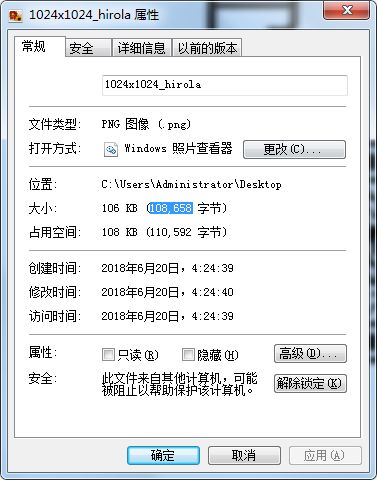 1024x1024_hirola 属性
常规 安全 详细信息 以前的版本
1024x1024_hirola
文件类型: PNG 图像 (.png)
打开方式: Windows 照片查看器 更改(C)...
位置: C:\Users\Administrator\Desktop
大小: 106 KB (108,658 字节)
占用空间: 108 KB (110,592 字节)
创建时间: 2018年6月20日，4:24:39
修改时间: 2018年6月20日，4:24:40
访问时间: 2018年6月20日，4:24:39
属性: 只读(R) 隐藏(H) 高级(D)...
安全: 此文件来自其他计算机，可能
被阻止以帮助保护该计算机。 解除锁定(K)
确定 取消 应用(A)